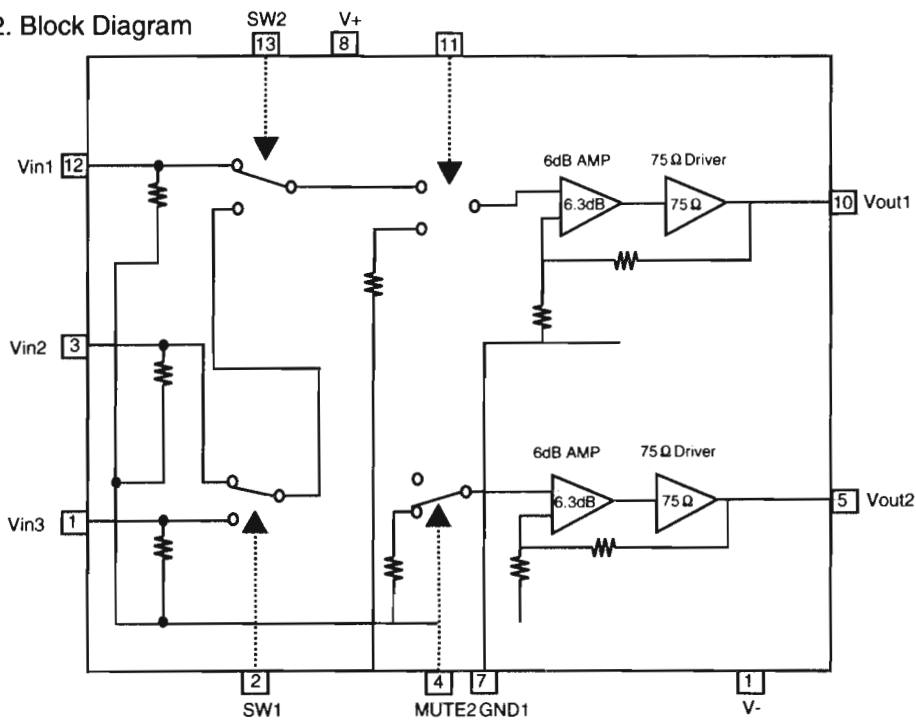 2. Block Diagram
SW2 V+
13 8 11
Vin1 12
6dB AMP 75Ω Driver
6.3dB 75Ω
10 Vout1
Vin2 3
6dB AMP 75Ω Driver
6.3dB 75Ω
5 Vout2
Vin3 1
2 4 7 1
SW1 MUTE2 GND1 V-